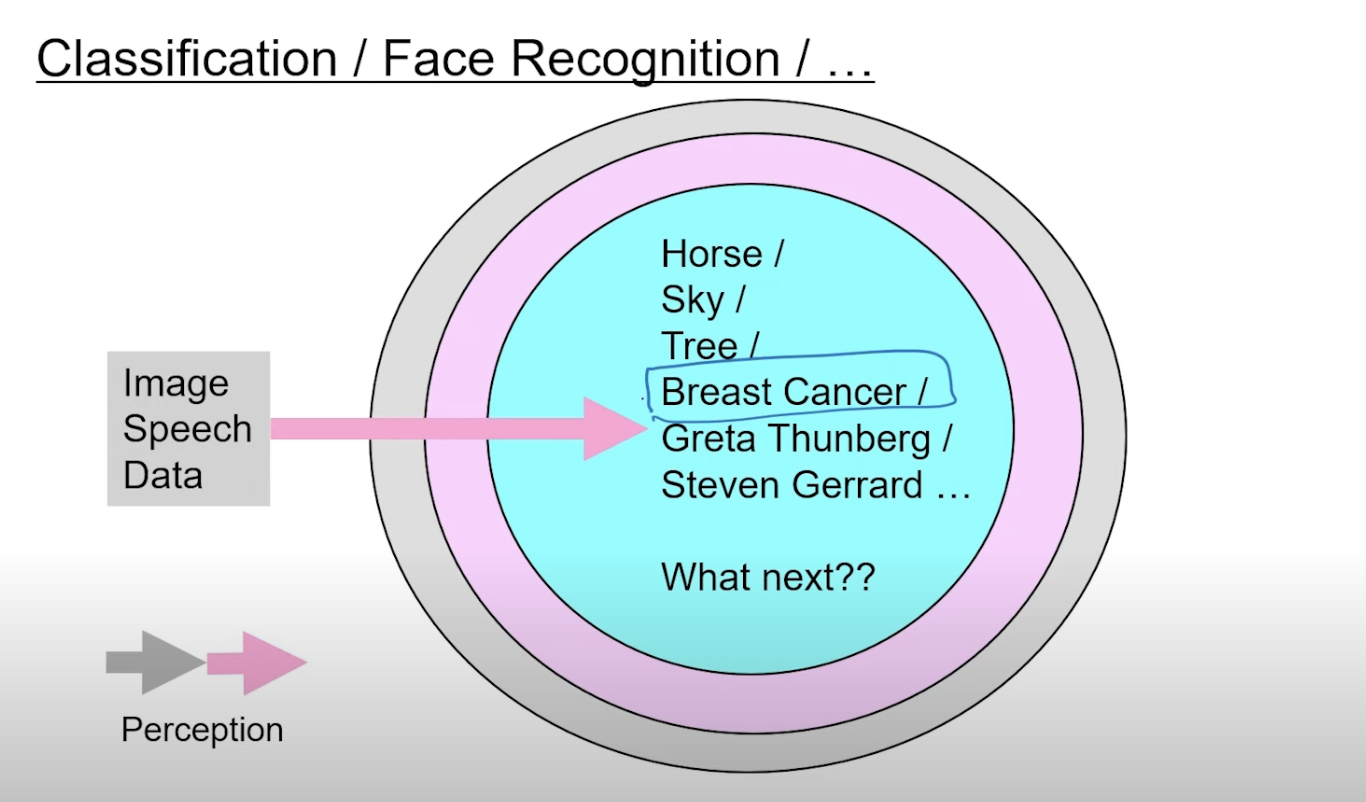 Classification / Face Recognition / …
Image
Speech
Data
Horse /
Sky /
Tree /
Breast Cancer /
Greta Thunberg /
Steven Gerrard …
What next??
Perception